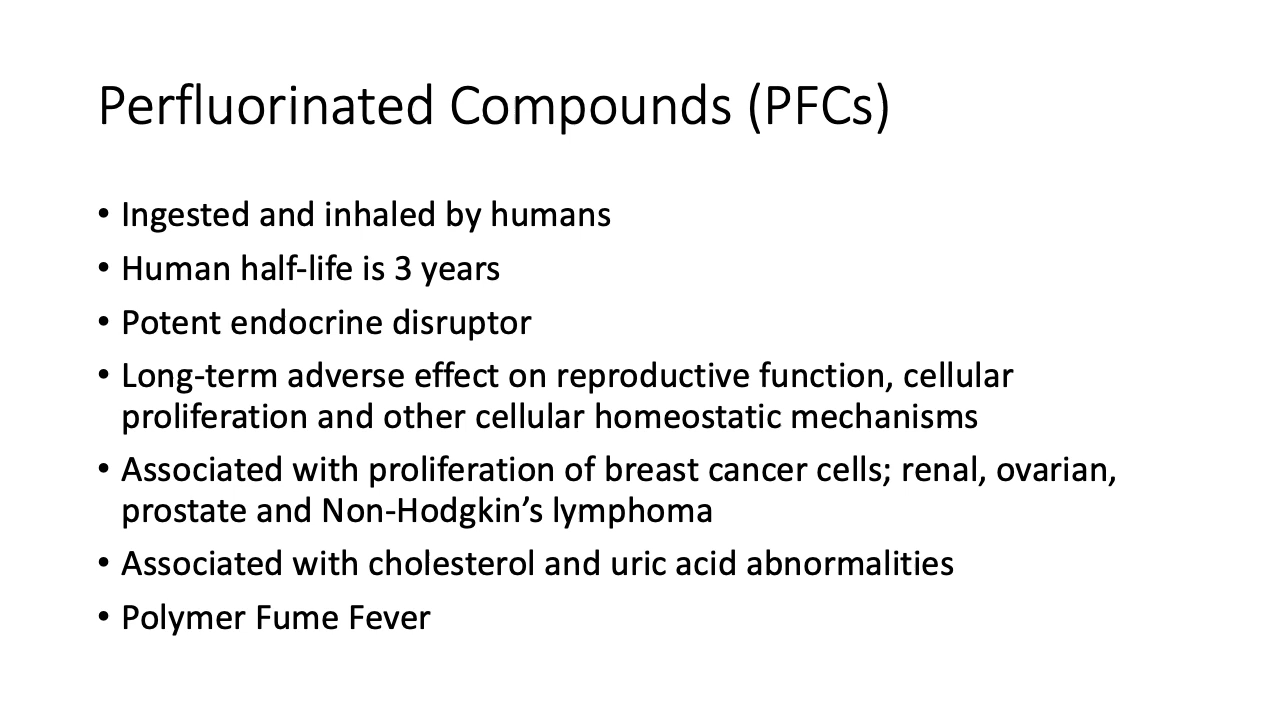 Perfluorinated Compounds (PFCs)
• Ingested and inhaled by humans
• Human half-life is 3 years
• Potent endocrine disruptor
• Long-term adverse effect on reproductive function, cellular
proliferation and other cellular homeostatic mechanisms
• Associated with proliferation of breast cancer cells; renal, ovarian,
prostate and Non-Hodgkin’s lymphoma
• Associated with cholesterol and uric acid abnormalities
• Polymer Fume Fever